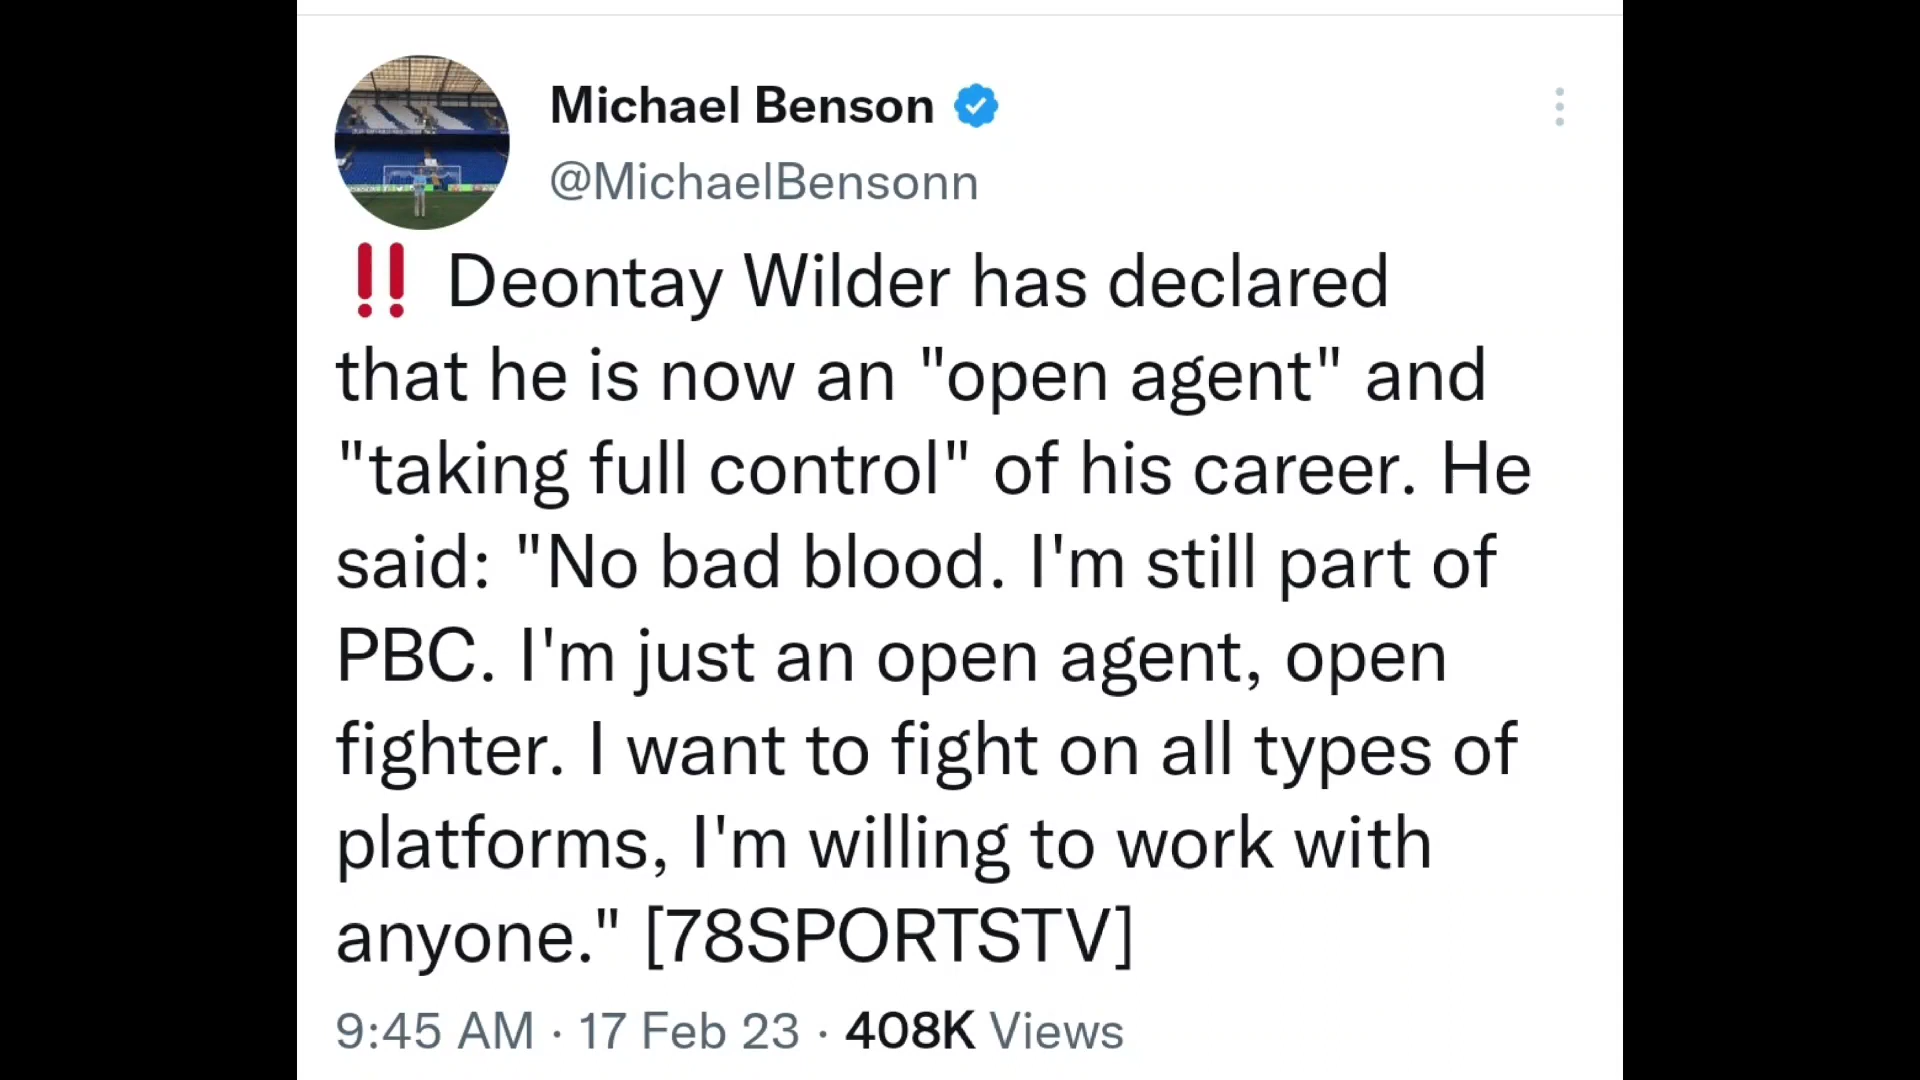 Michael Benson
@MichaelBensonn
‼ Deontay Wilder has declared
that he is now an "open agent" and
"taking full control" of his career. He
said: "No bad blood. I'm still part of
PBC. I'm just an open agent, open
fighter. I want to fight on all types of
platforms, I'm willing to work with
anyone." [78SPORTSTV]
9:45 AM · 17 Feb 23 · 408K Views